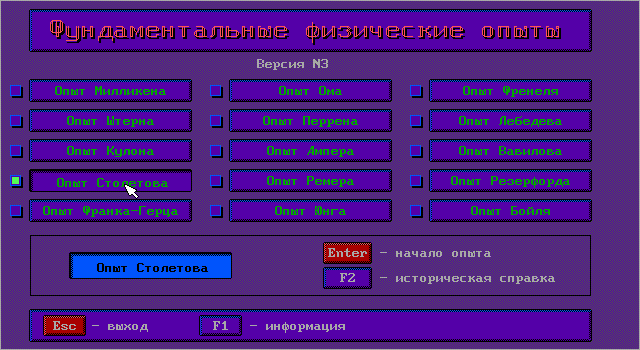 Фундаментальные физические опыты
Версия N3
Опыт Милликена Опыт Ома Опыт Френеля
Опыт Штерна Опыт Перрена Опыт Лебедева
Опыт Кулона Опыт Ампера Опыт Вавилова
Опыт Столетова Опыт Ремера Опыт Резерфорда
Опыт Франка-Герца Опыт Юнга Опыт Бойля
Опыт Столетова
Enter - начало опыта
F2 - историческая справка
Esc - выход F1 - информация